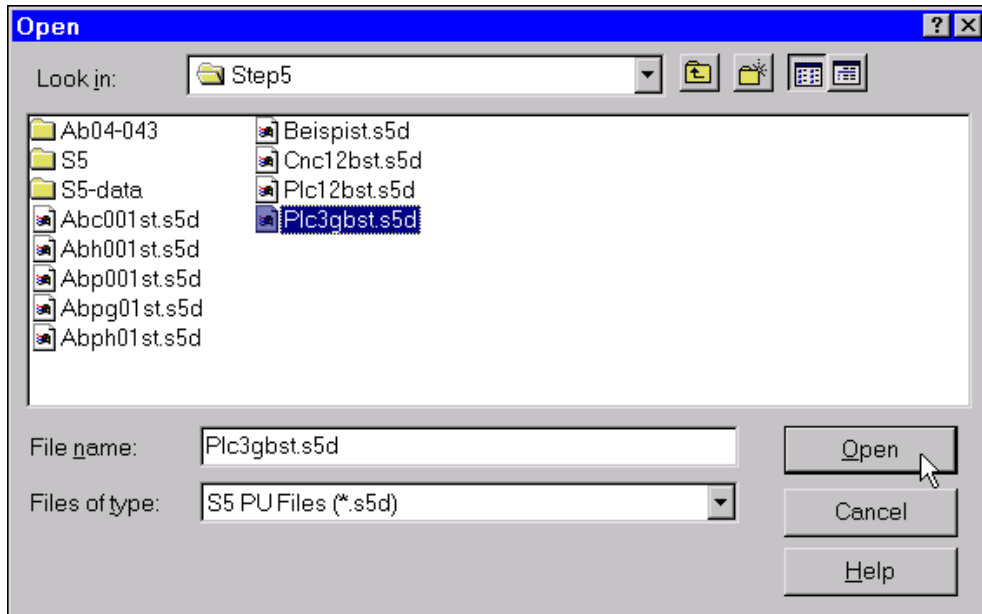 Open
Look in: Step5
Ab04-043
S5
S5-data
Abc001st.s5d
Abh001st.s5d
Abp001st.s5d
Abpg01st.s5d
Abph01st.s5d
Beispist.s5d
Cnc12bst.s5d
Plc12bst.s5d
Plc3gbst.s5d
File name: Plc3gbst.s5d
Open
Files of type: S5 PU Files (*.s5d)
Cancel
Help